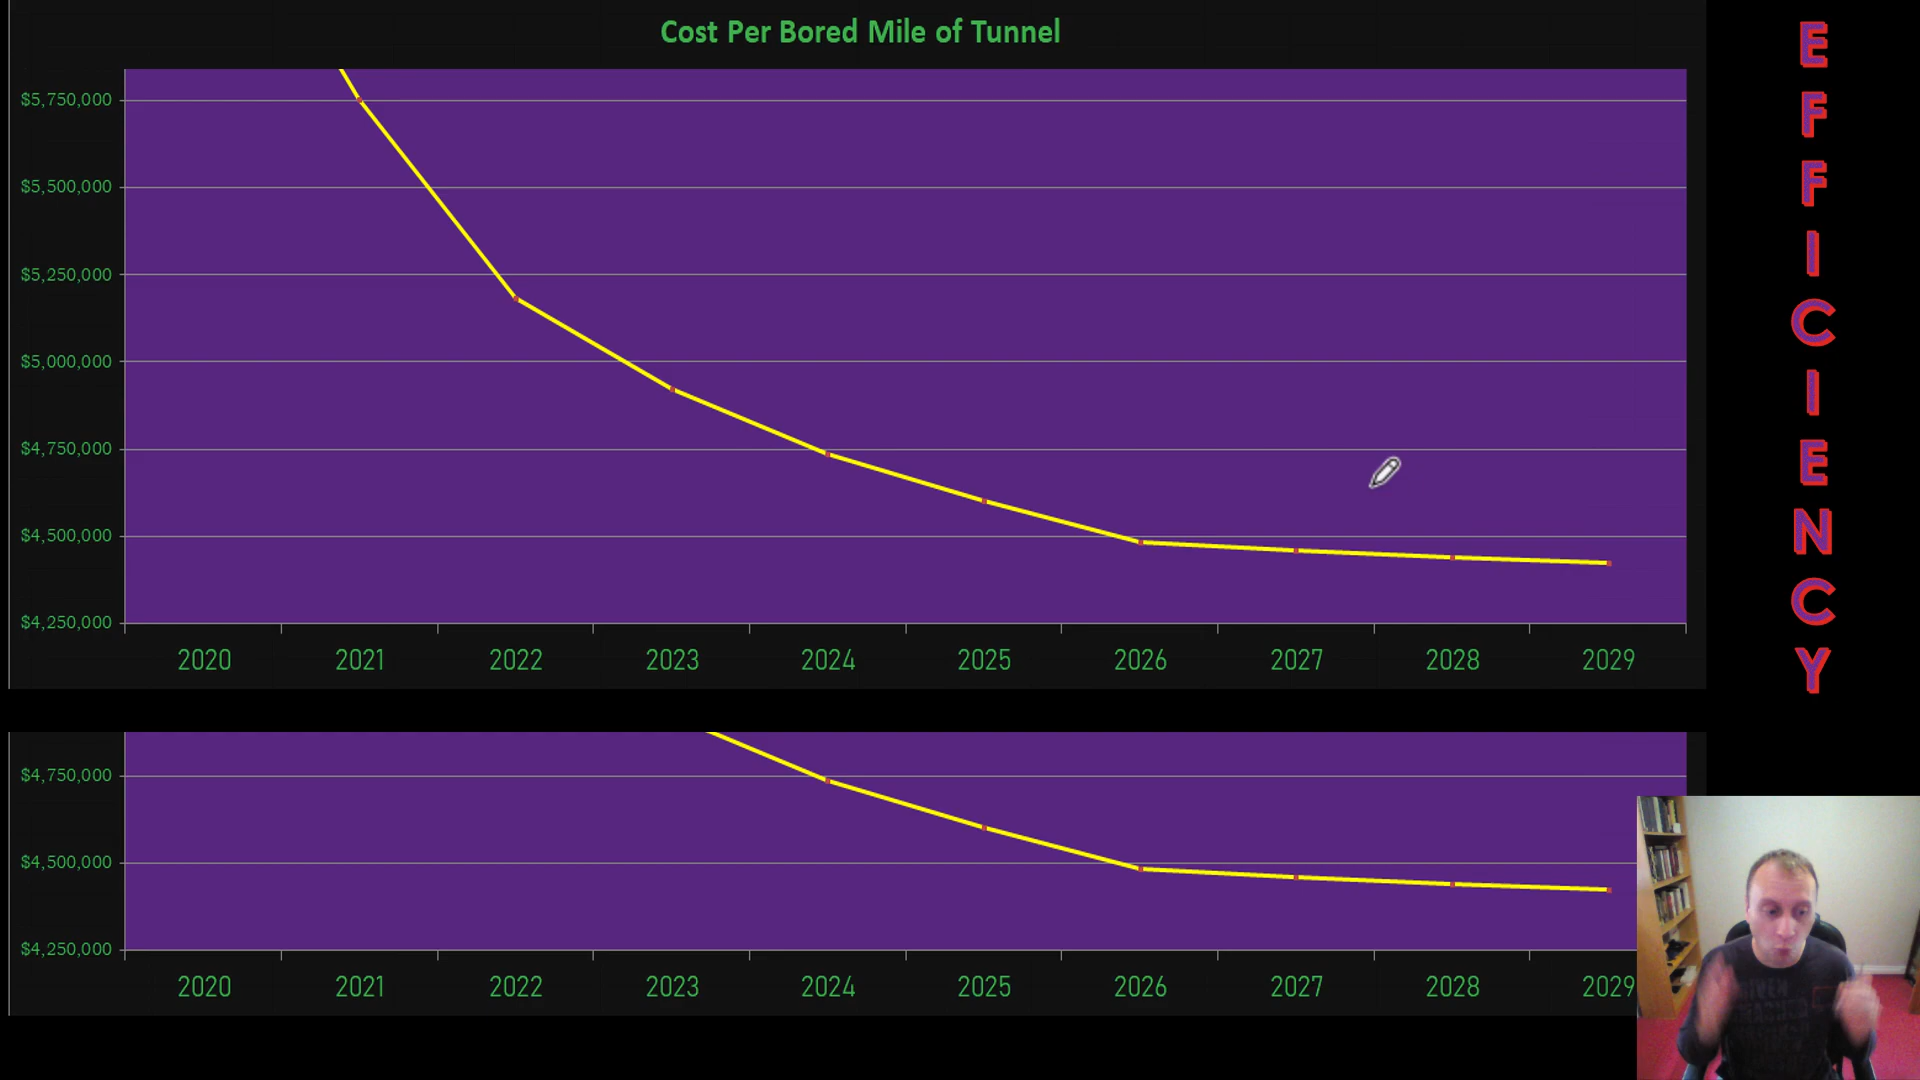 Cost Per Bored Mile of Tunnel
$5,750,000
$5,500,000
$5,250,000
$5,000,000
$4,750,000
$4,500,000
$4,250,000
2020 2021 2022 2023 2024 2025 2026 2027 2028 2029
EFFICIENCY
$4,750,000
$4,500,000
$4,250,000
2020 2021 2022 2023 2024 2025 2026 2027 2028 2029